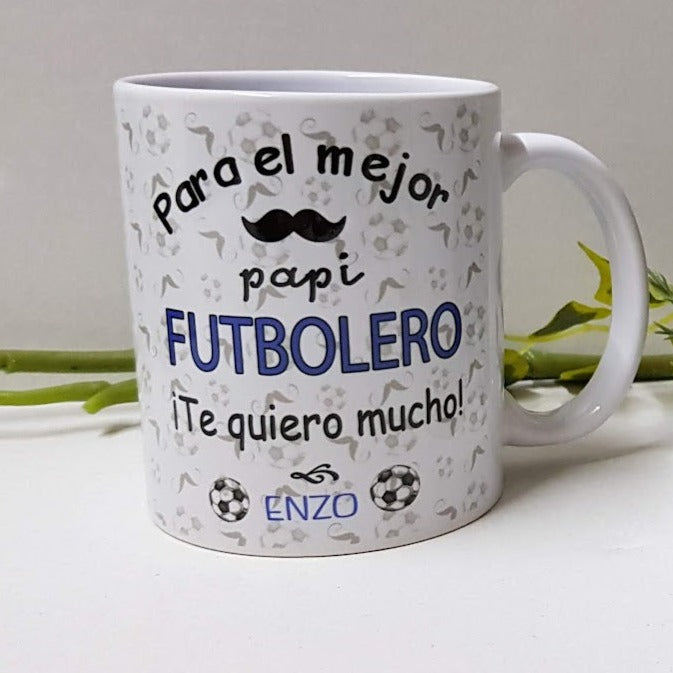 Para el mejor
papi
FUTBOLERO
¡Te quiero mucho!
ENZO